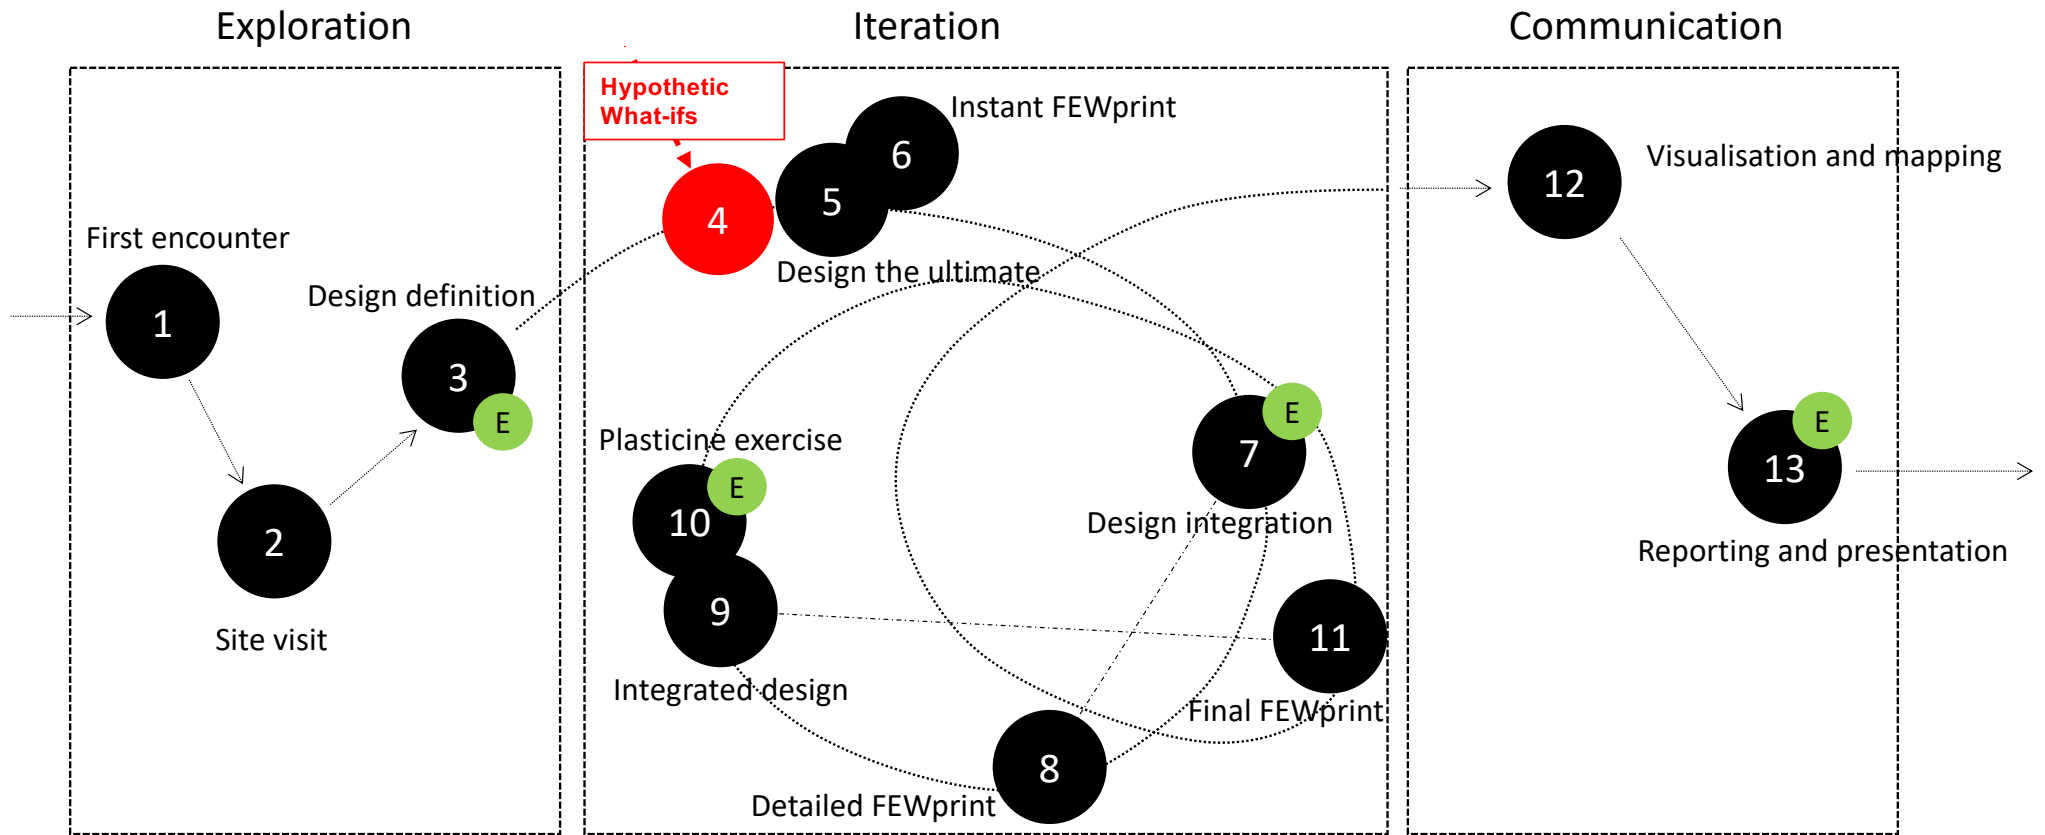 Exploration
Iteration
Communication
Hypothetic
What-ifs
Instant FEWprint
6
5
4
Design the ultimate
First encounter
1
Design definition
3
E
2
Site visit
Plasticine exercise
E
10
9
Integrated design
E
7
Design integration
11
Final FEWprint
8
Detailed FEWprint
12
Visualisation and mapping
E
13
Reporting and presentation